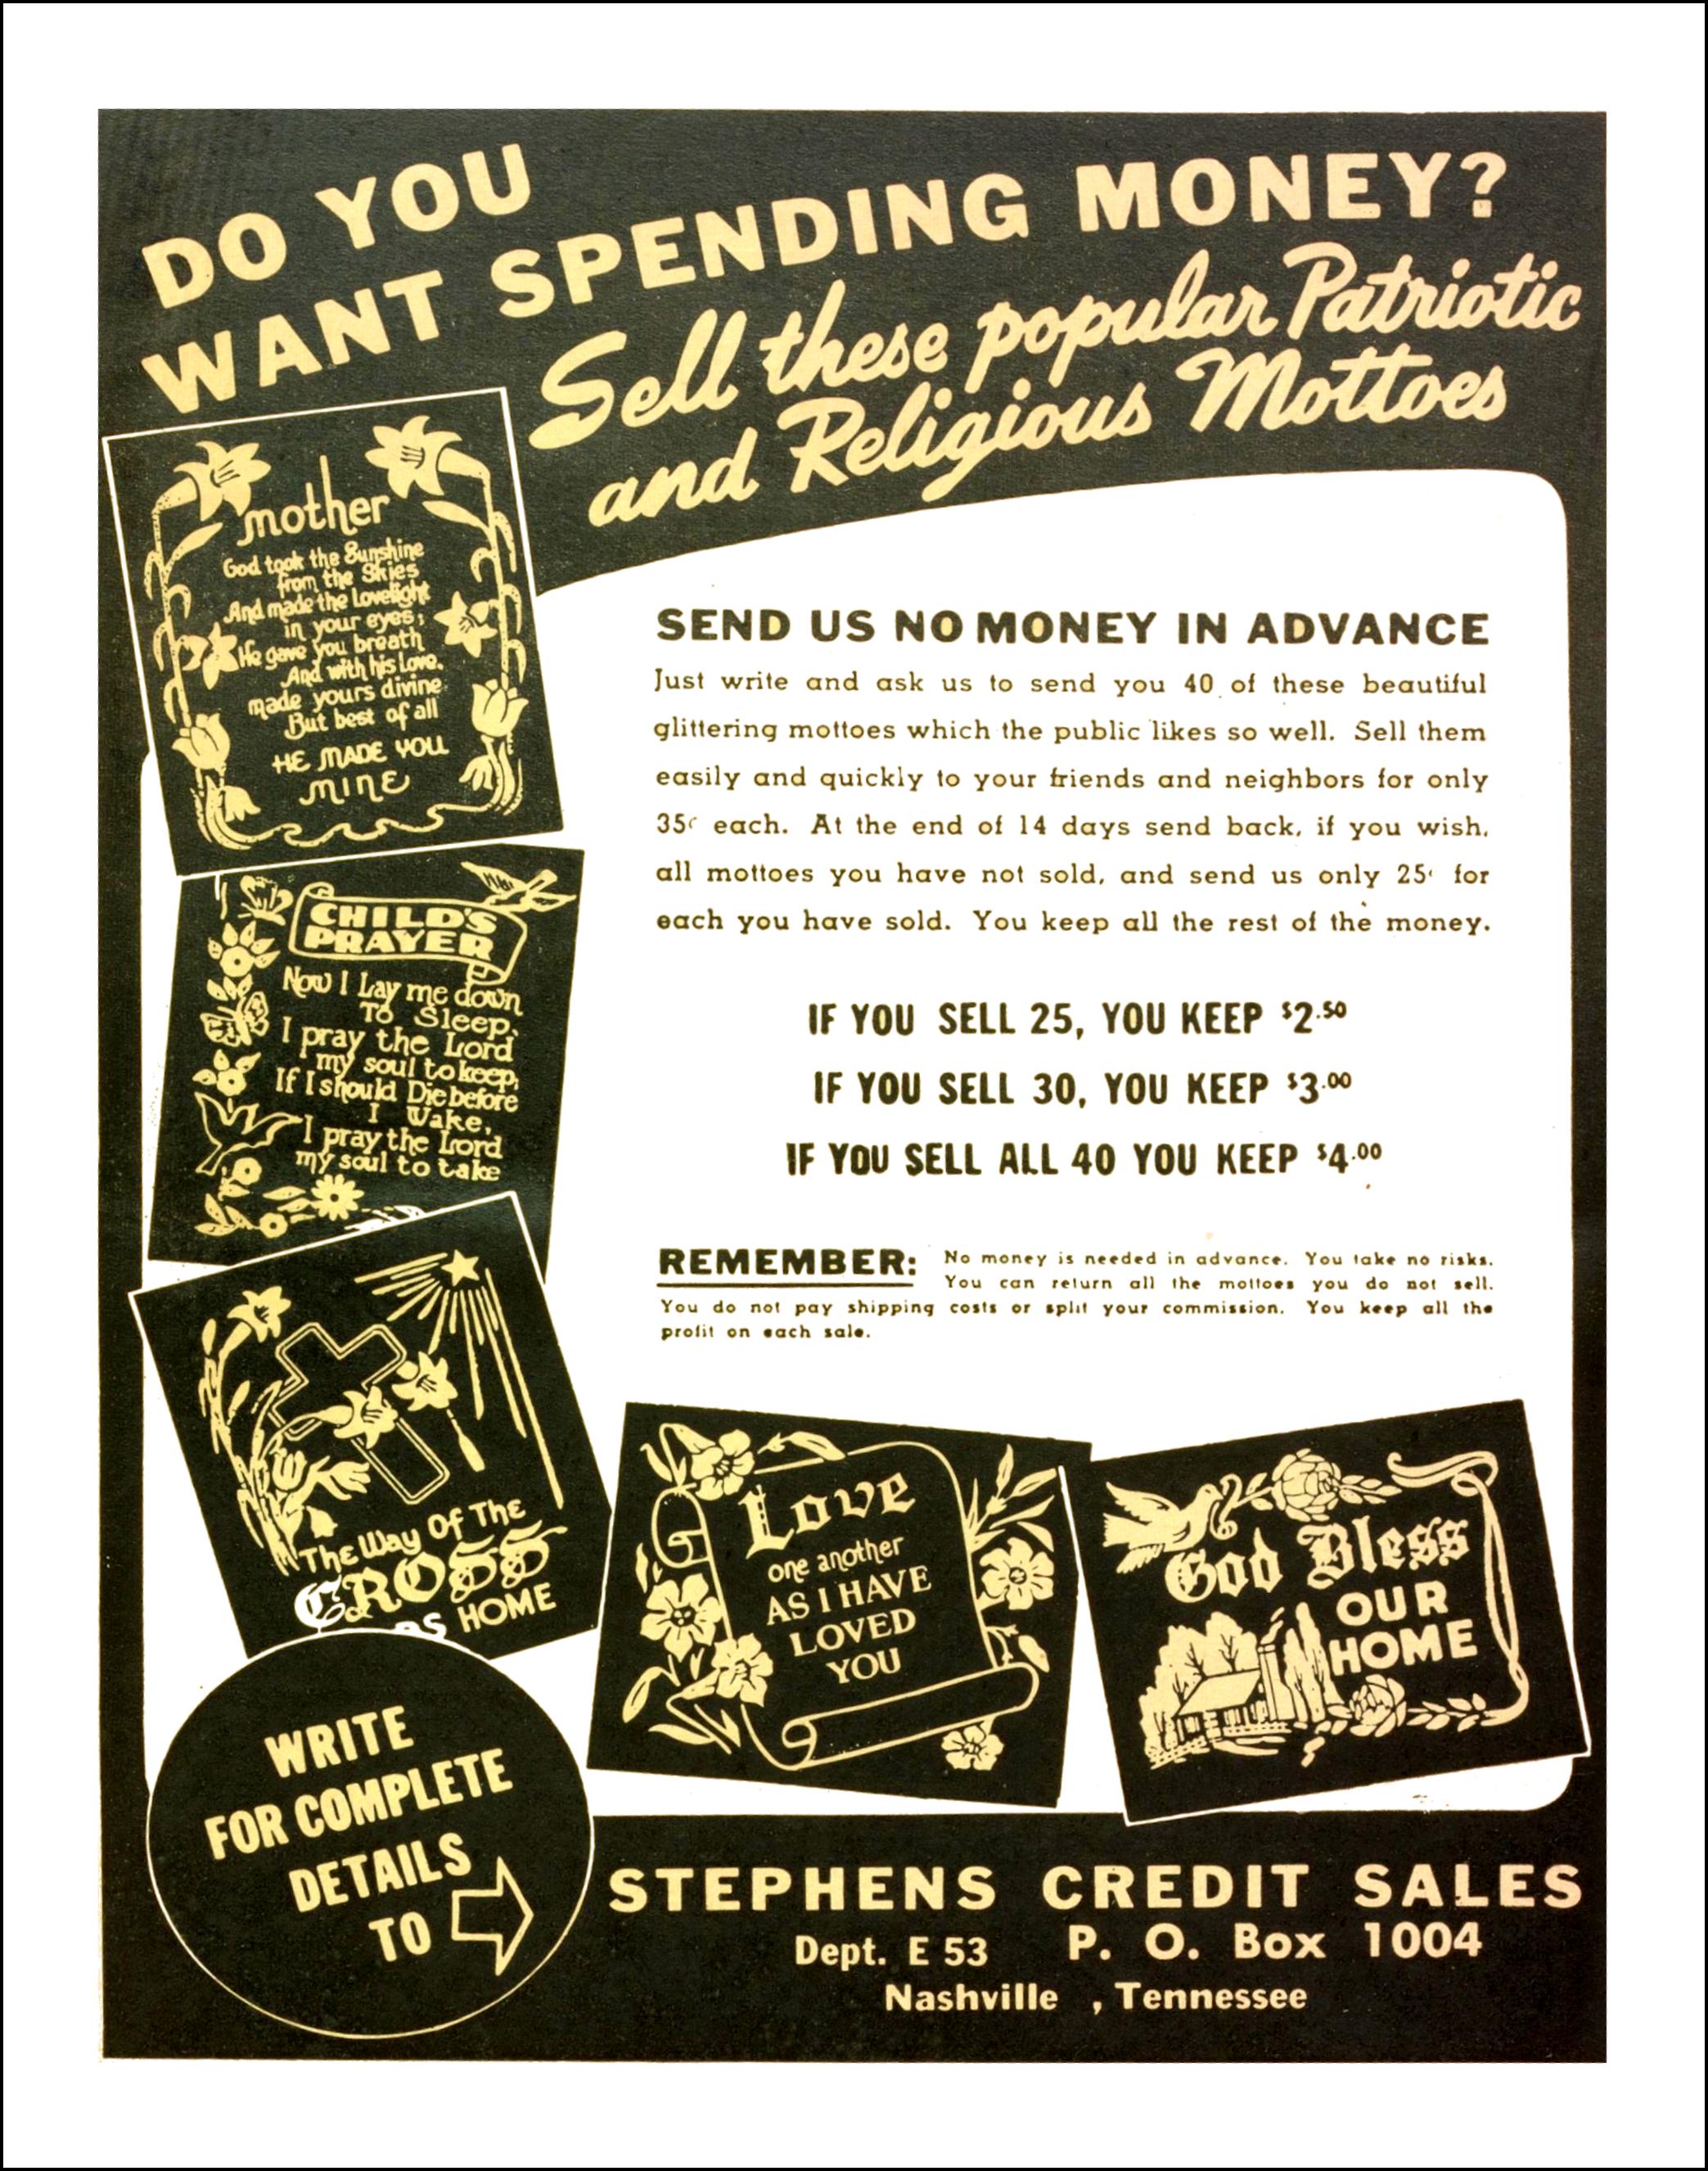 DO YOU
WANT SPENDING MONEY?
Sell these popular Patriotic
and Religious Mottoes
mother
God took the Sunshine
from the Skies
And made the Lovelight
in your eyes;
He gave you breath
And with his Love,
made yours divine
But best of all
HE MADE YOU
MINE
CHILD'S
PRAYER
Now I Lay me down
To Sleep,
I pray the Lord
my soul to keep,
If I should Die before
I Wake,
I pray the Lord
my soul to take
The Way Of The
CROSS
HOME
SEND US NO MONEY IN ADVANCE
Just write and ask us to send you 40 of these beautiful
glittering mottoes which the public likes so well. Sell them
easily and quickly to your friends and neighbors for only
35¢ each. At the end of 14 days send back, if you wish,
all mottoes you have not sold, and send us only 25¢ for
each you have sold. You keep all the rest of the money.
IF YOU SELL 25, YOU KEEP $2.50
IF YOU SELL 30, YOU KEEP $3.00
IF YOU SELL ALL 40 YOU KEEP $4.00
REMEMBER: No money is needed in advance. You take no risks.
You can return all the mottoes you do not sell.
You do not pay shipping costs or split your commission. You keep all the
profit on each sale.
Love
one another
AS I HAVE
LOVED
YOU
God Bless
OUR
HOME
WRITE
FOR COMPLETE
DETAILS
TO
STEPHENS CREDIT SALES
Dept. E 53 P. O. Box 1004
Nashville , Tennessee